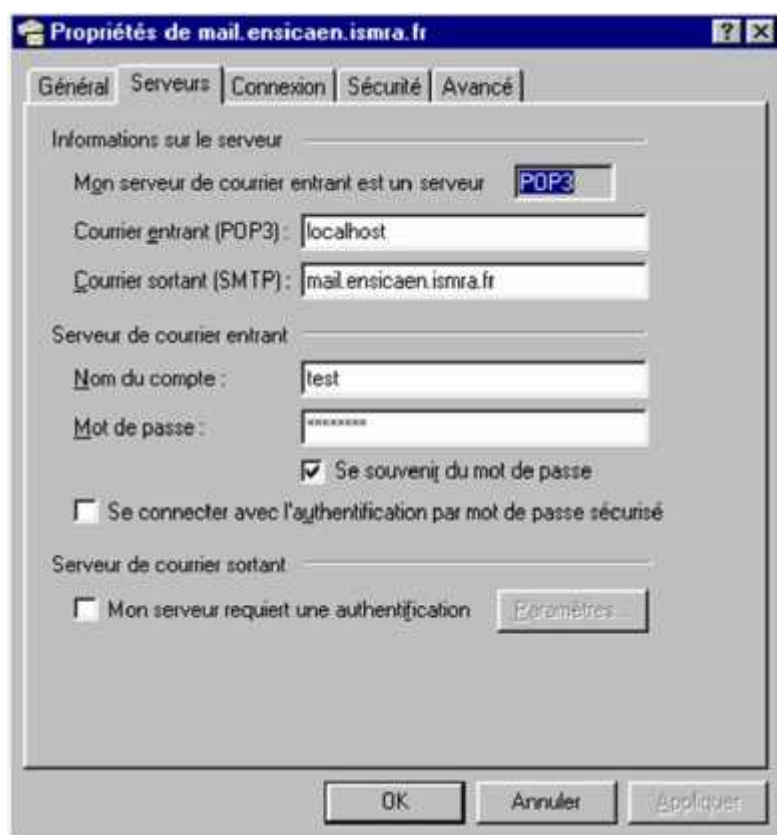 Propriétés de mail.ensicaen.ismra.fr
Général Serveurs Connexion Sécurité Avancé
Informations sur le serveur
Mon serveur de courrier entrant est un serveur POP3
Courrier entrant (POP3) : localhost
Courrier sortant (SMTP) : mail.ensicaen.ismra.fr
Serveur de courrier entrant
Nom du compte : test
Mot de passe : ********
Se souvenir du mot de passe
Se connecter avec l'authentification par mot de passe sécurisé
Serveur de courrier sortant
Mon serveur requiert une authentification Paramètres...
OK Annuler Appliquer